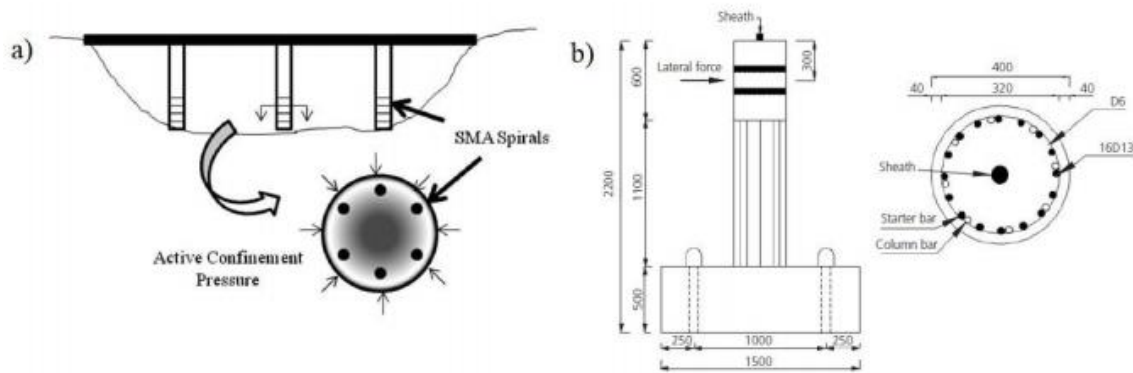 a)
SMA Spirals
Active Confinement
Pressure
b)
Sheath
Lateral force
300
600
2200
1100
500
250
1000
250
1500
400
40
320
40
D6
16D13
Sheath
Starter bar
Column bar